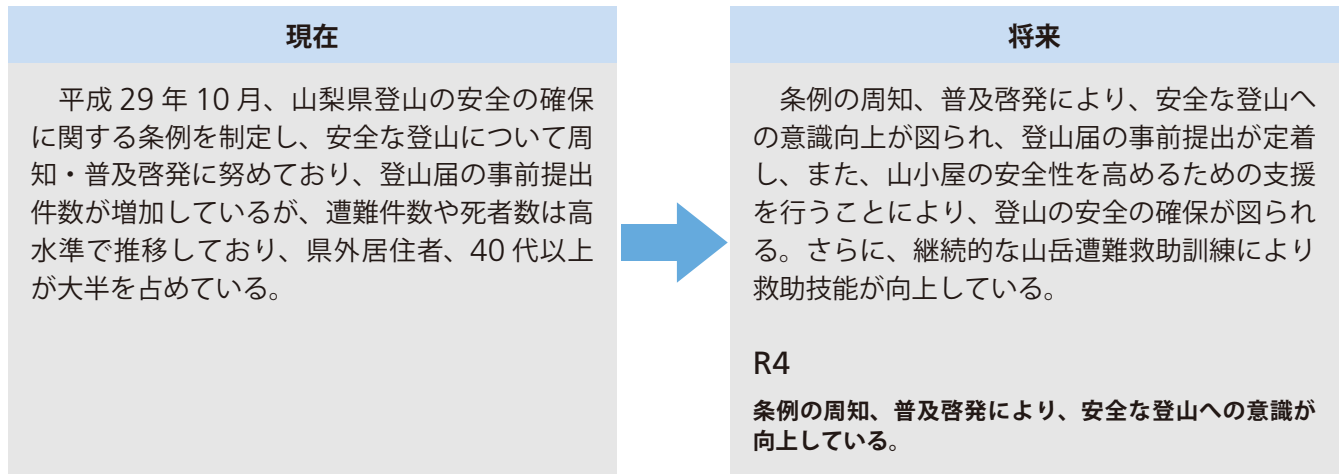 現在
平成 29 年 10 月、山梨県登山の安全の確保
に関する条例を制定し、安全な登山について周
知・普及啓発に努めており、登山届の事前提出
件数が増加しているが、遭難件数や死者数は高
水準で推移しており、県外居住者、40 代以上
が大半を占めている。
将来
条例の周知、普及啓発により、安全な登山へ
の意識向上が図られ、登山届の事前提出が定着
し、また、山小屋の安全性を高めるための支援
を行うことにより、登山の安全の確保が図られ
る。さらに、継続的な山岳遭難救助訓練により
救助技能が向上している。
R4
条例の周知、普及啓発により、安全な登山への意識が
向上している。